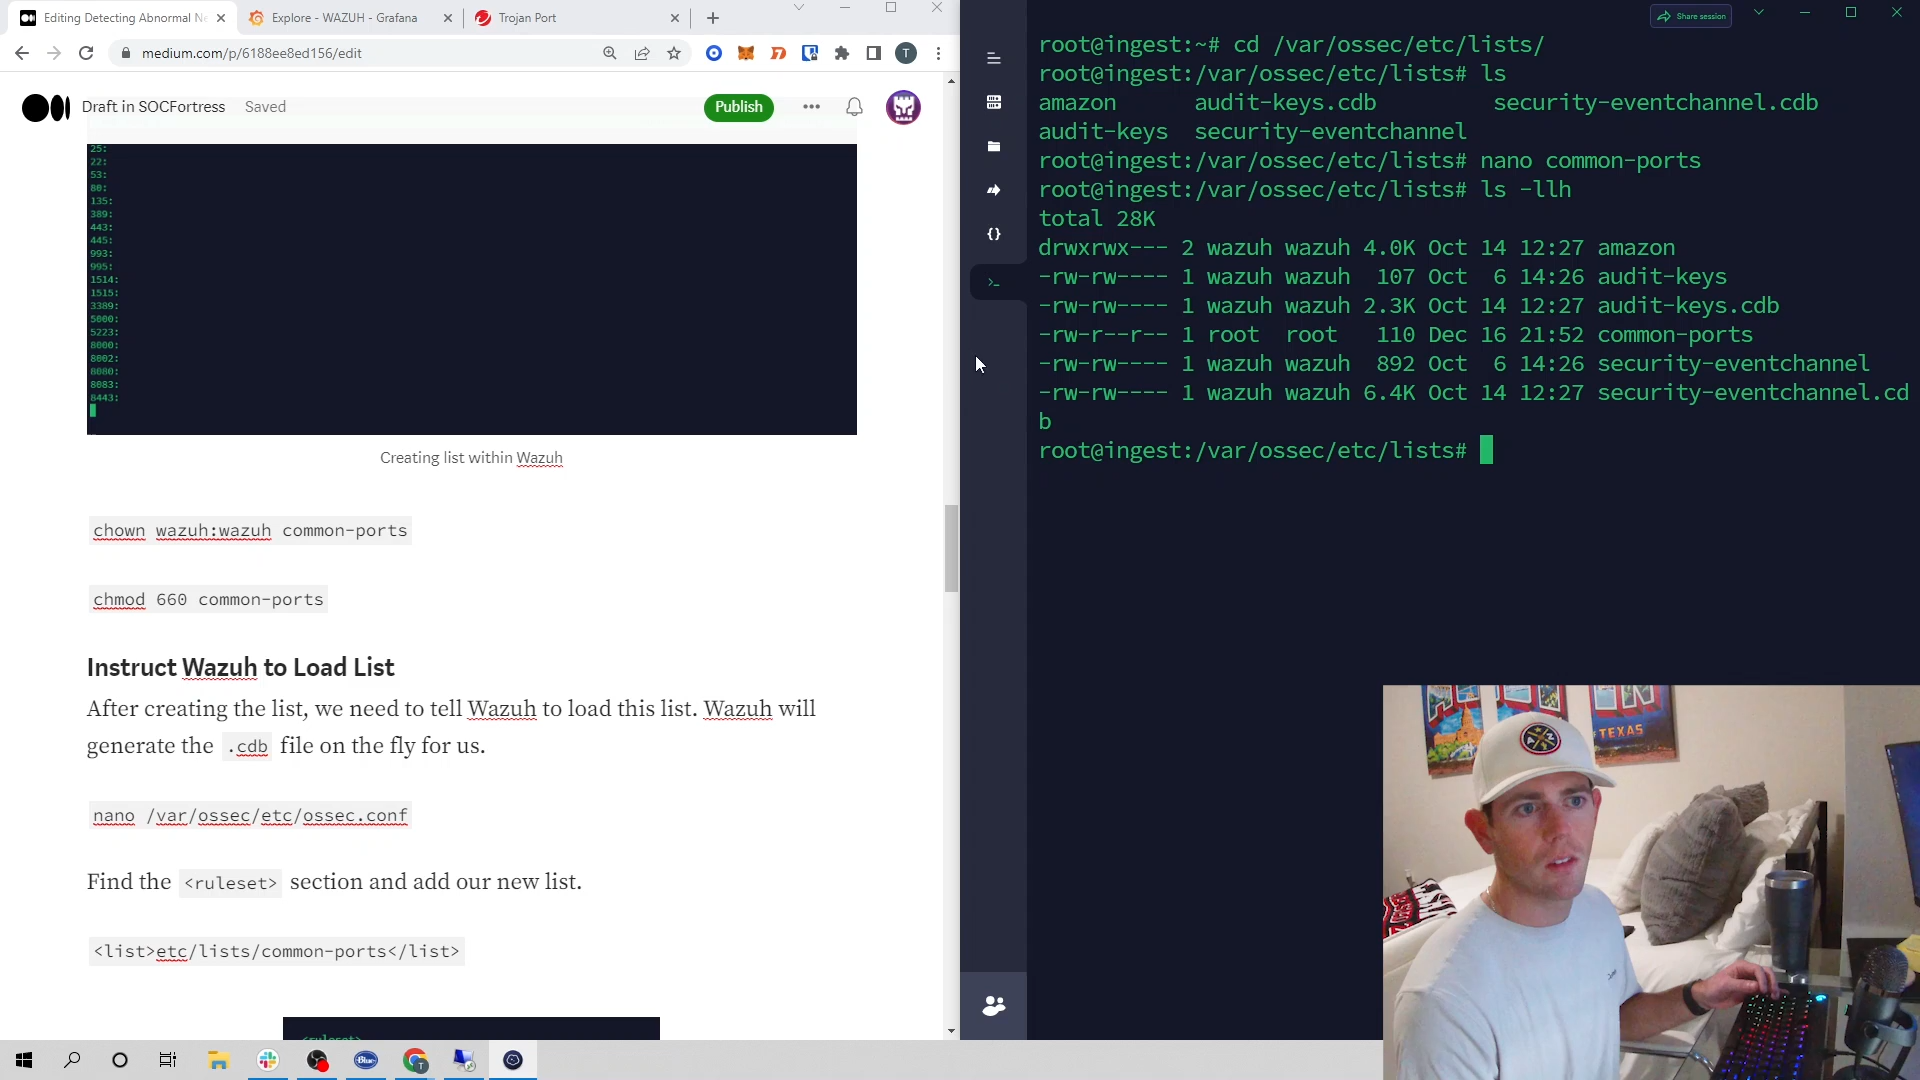 Editing Detecting Abnormal Ne
Explore - WAZUH - Grafana
Trojan Port
medium.com/p/6188ee8ed156/edit
T
Draft in SOCFortress
Saved
Publish
25:
22:
53:
80:
135:
389:
443:
445:
993:
995:
1514:
1515:
3389:
5000:
5223:
8000:
8002:
8080:
8083:
8443:
Creating list within Wazuh
chown wazuh:wazuh common-ports
chmod 660 common-ports
Instruct Wazuh to Load List
After creating the list, we need to tell Wazuh to load this list. Wazuh will
generate the .cdb file on the fly for us.
nano /var/ossec/etc/ossec.conf
Find the <ruleset> section and add our new list.
<list>etc/lists/common-ports</list>
<ruleset>
Share session
root@ingest:~# cd /var/ossec/etc/lists/
root@ingest:/var/ossec/etc/lists# ls
amazon audit-keys.cdb security-eventchannel.cdb
audit-keys security-eventchannel
root@ingest:/var/ossec/etc/lists# nano common-ports
root@ingest:/var/ossec/etc/lists# ls -llh
total 28K
drwxrwx--- 2 wazuh wazuh 4.0K Oct 14 12:27 amazon
-rw-rw---- 1 wazuh wazuh 107 Oct 6 14:26 audit-keys
-rw-rw---- 1 wazuh wazuh 2.3K Oct 14 12:27 audit-keys.cdb
-rw-r--r-- 1 root root 110 Dec 16 21:52 common-ports
-rw-rw---- 1 wazuh wazuh 892 Oct 6 14:26 security-eventchannel
-rw-rw---- 1 wazuh wazuh 6.4K Oct 14 12:27 security-eventchannel.cd
b
root@ingest:/var/ossec/etc/lists#
TEXAS